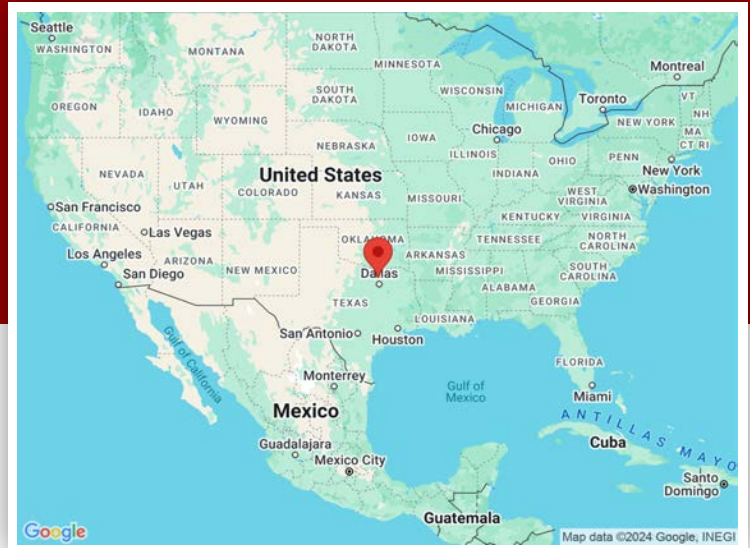 Seattle
WASHINGTON
MONTANA
NORTH
DAKOTA
MINNESOTA
Montreal
OREGON
IDAHO
WYOMING
SOUTH
DAKOTA
WISCONSIN
MICHIGAN
Toronto
VT
NH
NEW YORK
MA
CT RI
NEBRASKA
IOWA
Chicago
ILLINOIS
INDIANA
OHIO
PENN
New York
NEVADA
UTAH
COLORADO
United States
KANSAS
MISSOURI
WEST
VIRGINIA
Washington
San Francisco
CALIFORNIA
Las Vegas
KENTUCKY
VIRGINIA
Los Angeles
ARIZONA
NEW MEXICO
OKLAHOMA
ARKANSAS
TENNESSEE
NORTH
CAROLINA
San Diego
Dallas
MISSISSIPPI
ALABAMA
SOUTH
CAROLINA
TEXAS
GEORGIA
LOUISIANA
San Antonio
Houston
Gulf of California
FLORIDA
Monterrey
Gulf of
Mexico
Miami
Mexico
ANTILLAS MAYO
Cuba
Guadalajara
Mexico City
Santo
Domingo
Guatemala
Google
Map data ©2024 Google, INEGI